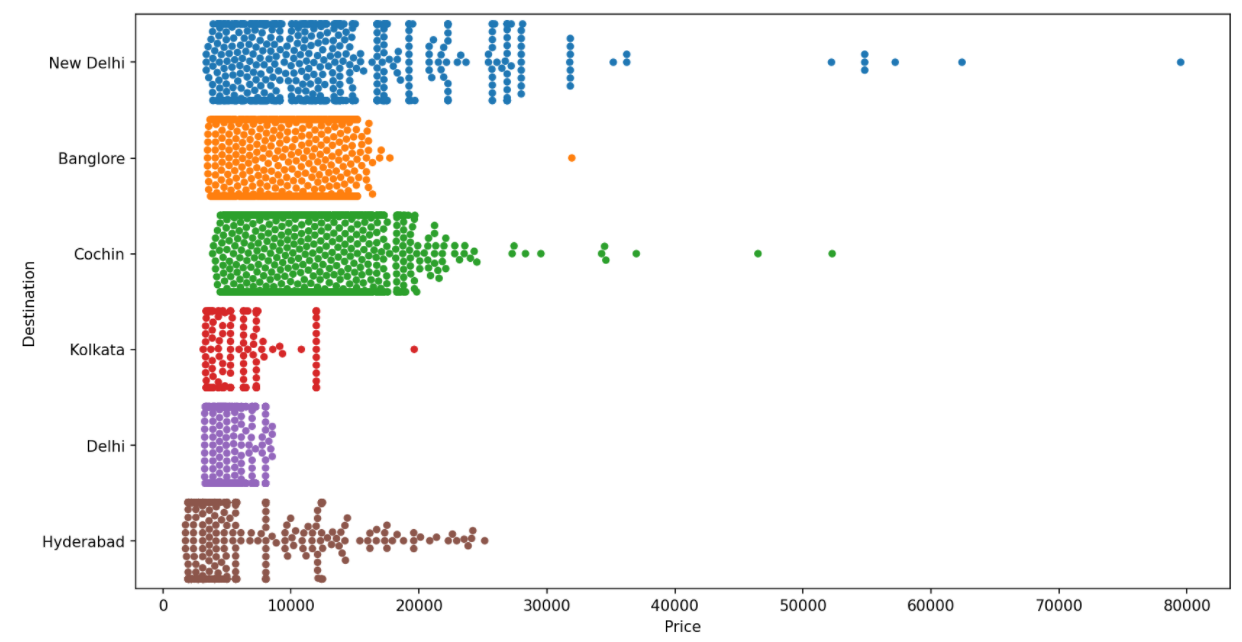 New Delhi
Banglore
Cochin
Kolkata
Delhi
Hyderabad
Destination
0 10000 20000 30000 40000 50000 60000 70000 80000
Price